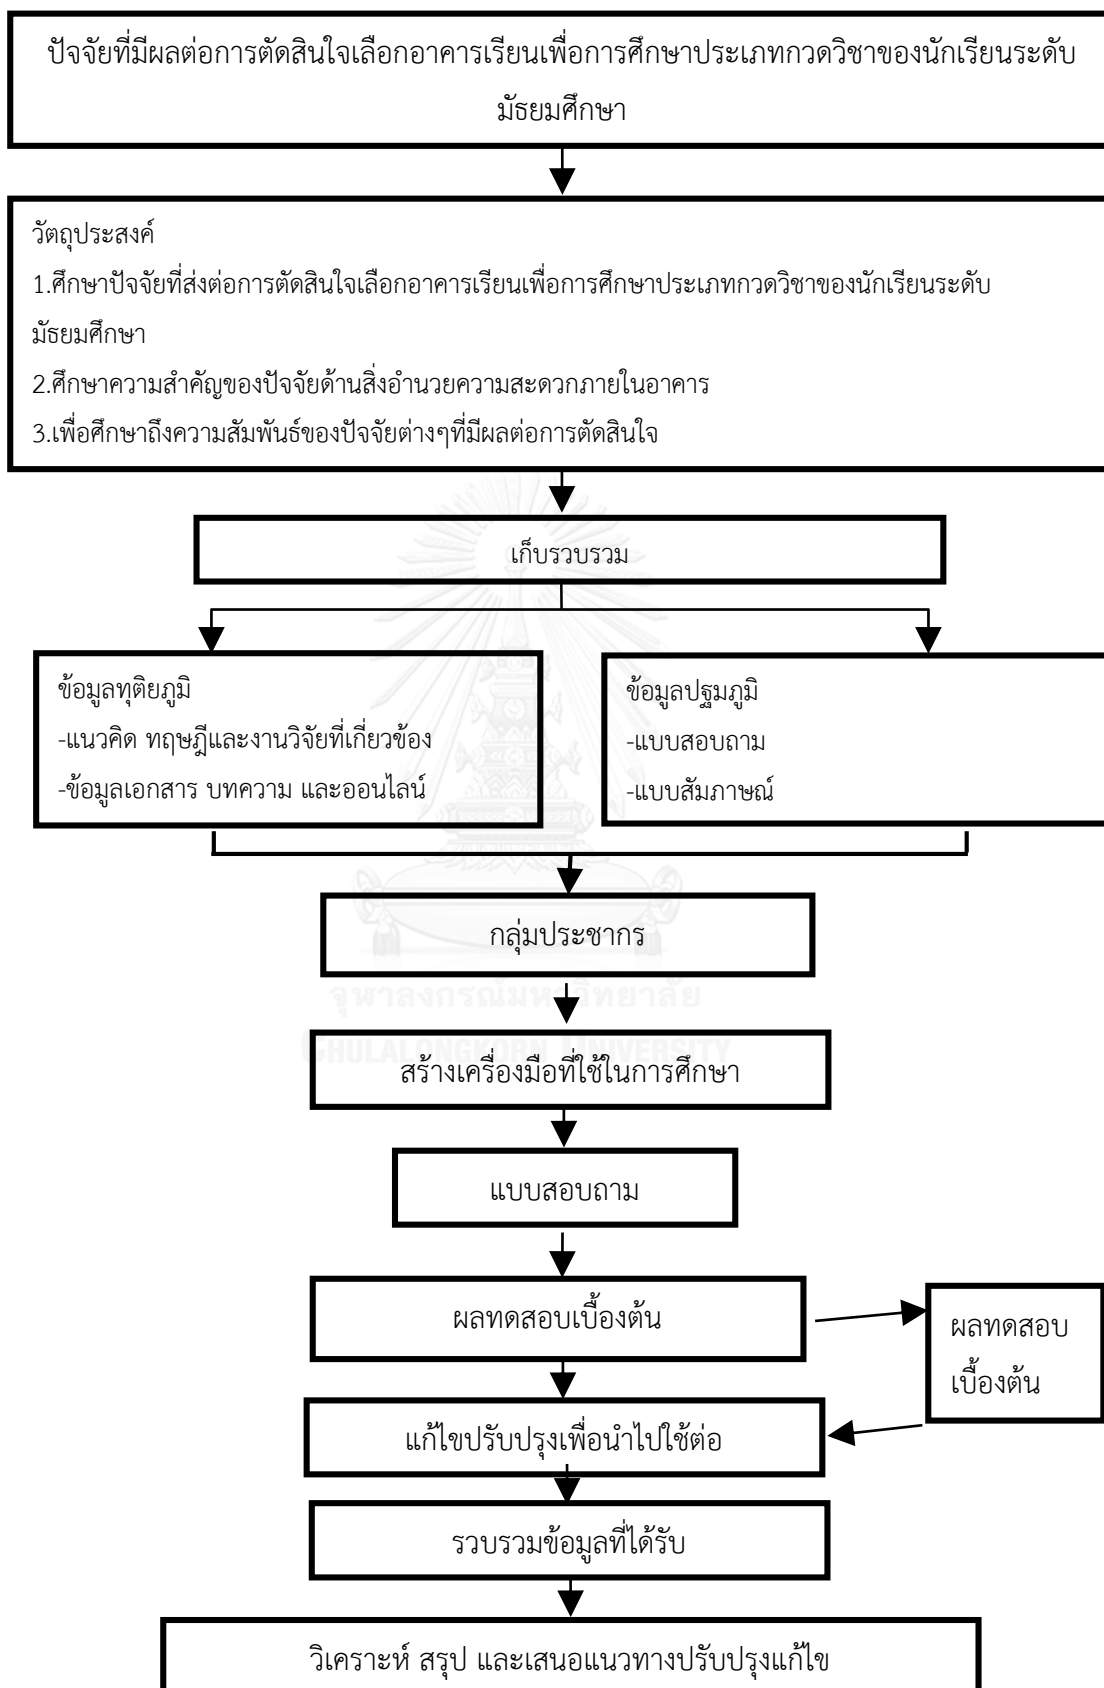 ปัจจัยที่มีผลต่อการตัดสินใจเลือกอาคารเรียนเพื่อการศึกษาประเภทกวดวิชาของนักเรียนระดับ
มัธยมศึกษา
วัตถุประสงค์
1.ศึกษาปัจจัยที่ส่งต่อการตัดสินใจเลือกอาคารเรียนเพื่อการศึกษาประเภทกวดวิชาของนักเรียนระดับ
มัธยมศึกษา
2.ศึกษาความสำคัญของปัจจัยด้านสิ่งอำนวยความสะดวกภายในอาคาร
3.เพื่อศึกษาถึงความสัมพันธ์ของปัจจัยต่างๆที่มีผลต่อการตัดสินใจ
เก็บรวบรวม
ข้อมูลทุติยภูมิ
-แนวคิด ทฤษฎีและงานวิจัยที่เกี่ยวข้อง
-ข้อมูลเอกสาร บทความ และออนไลน์
ข้อมูลปฐมภูมิ
-แบบสอบถาม
-แบบสัมภาษณ์
กลุ่มประชากร
จุฬาลงกรณ์มหาวิทยาลัย
CHULALONGKORN UNIVERSITY
สร้างเครื่องมือที่ใช้ในการศึกษา
แบบสอบถาม
ผลทดสอบเบื้องต้น
ผลทดสอบ
เบื้องต้น
แก้ไขปรับปรุงเพื่อนำไปใช้ต่อ
รวบรวมข้อมูลที่ได้รับ
วิเคราะห์ สรุป และเสนอแนวทางปรับปรุงแก้ไข